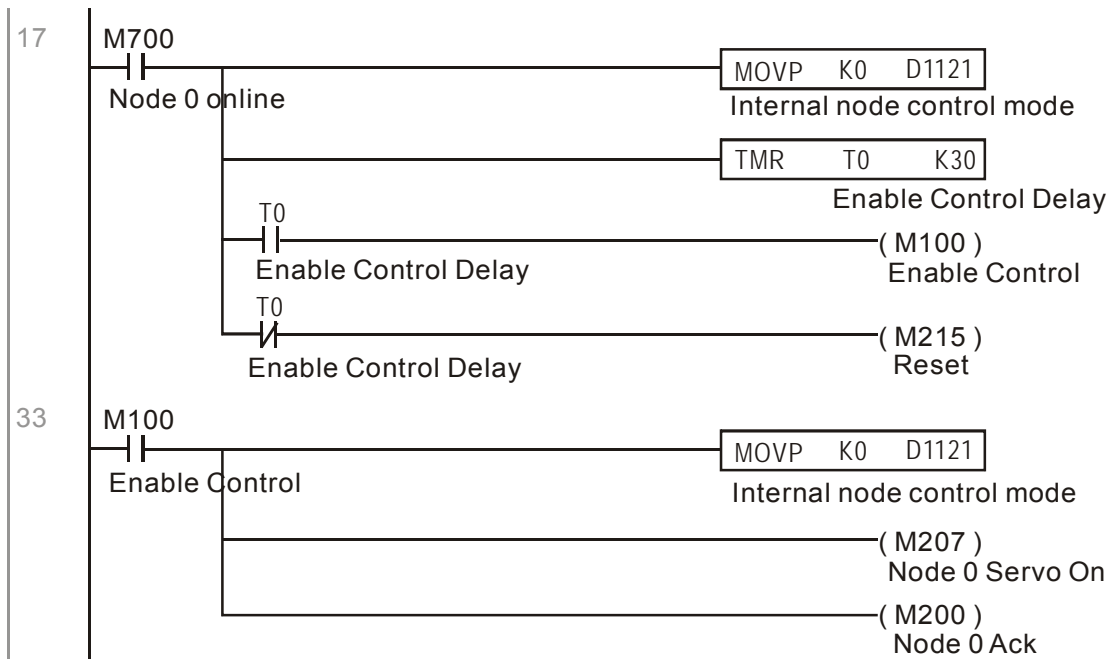 17
M700
Node 0 online
MOVP K0 D1121
Internal node control mode
TMR T0 K30
Enable Control Delay
T0
Enable Control Delay
( M100 )
Enable Control
T0
Enable Control Delay
( M215 )
Reset
33
M100
Enable Control
MOVP K0 D1121
Internal node control mode
( M207 )
Node 0 Servo On
( M200 )
Node 0 Ack